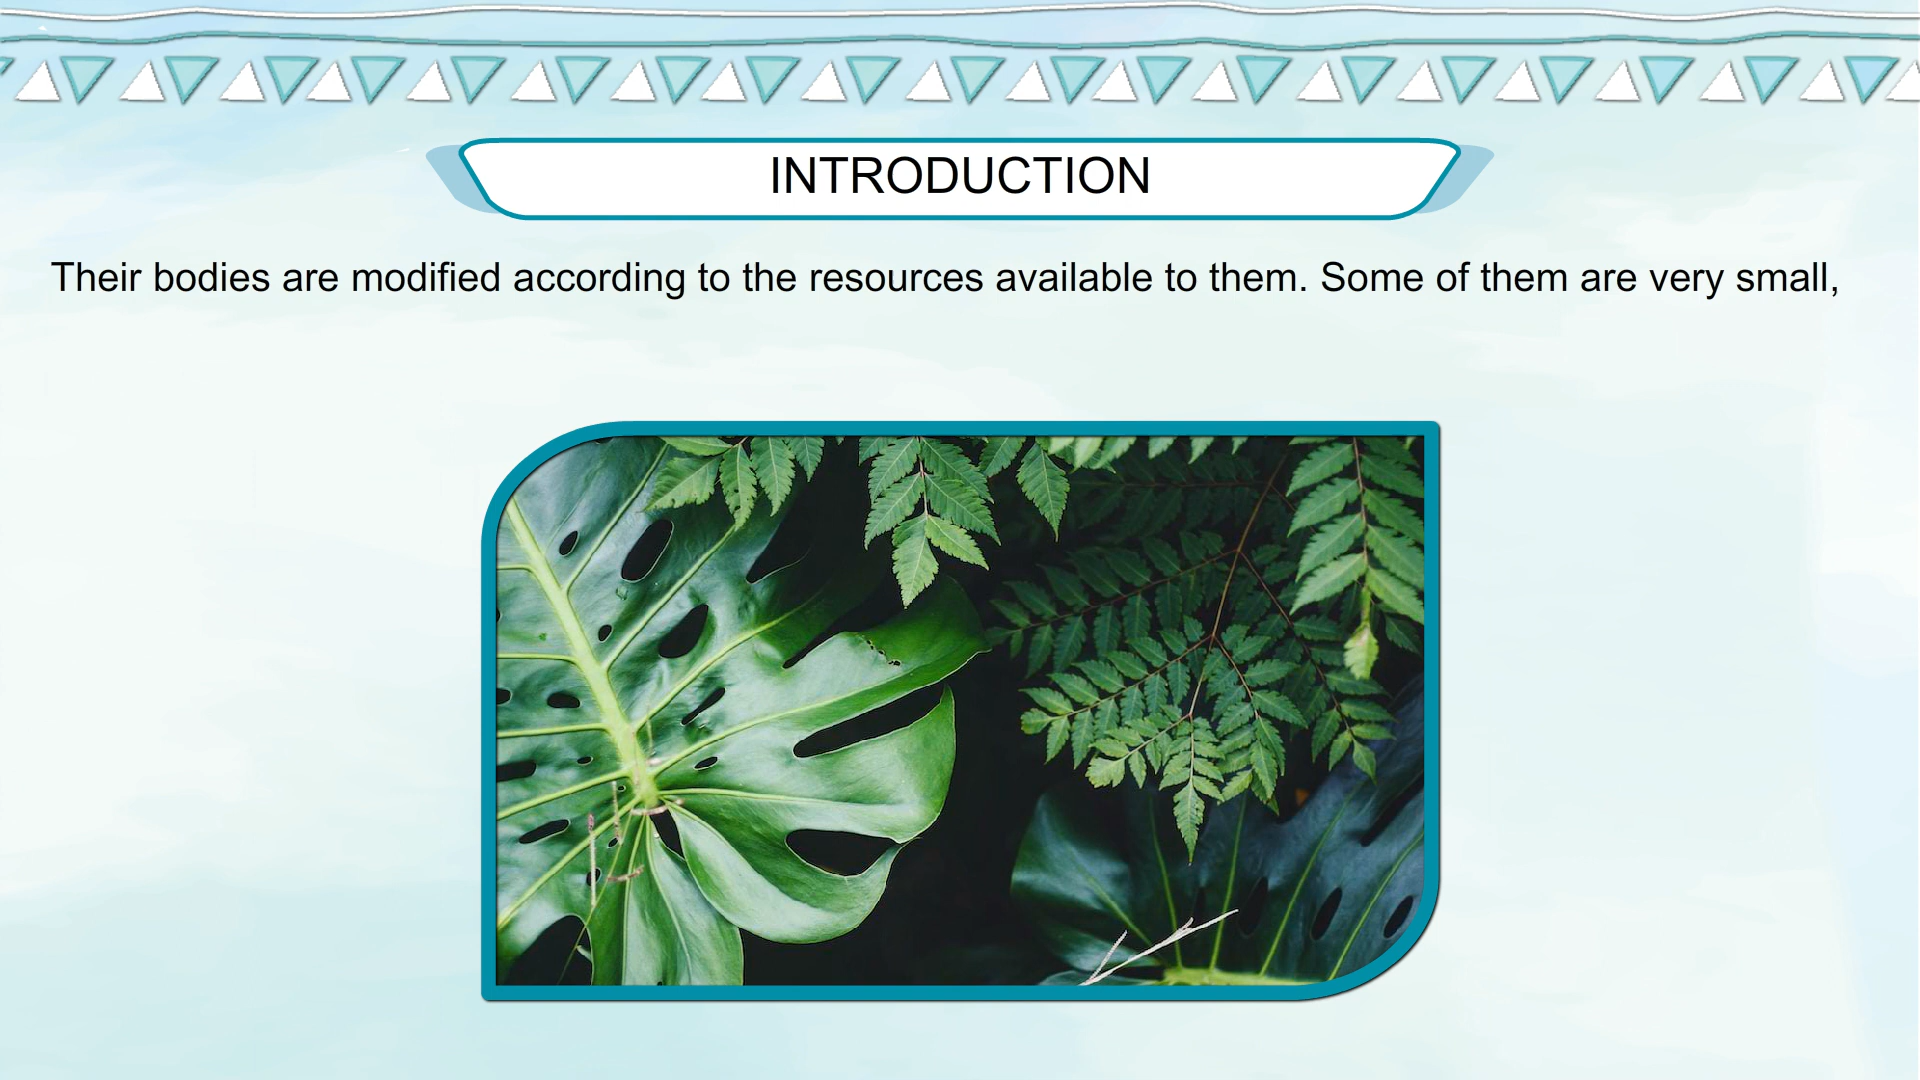 INTRODUCTION
Their bodies are modified according to the resources available to them. Some of them are very small,